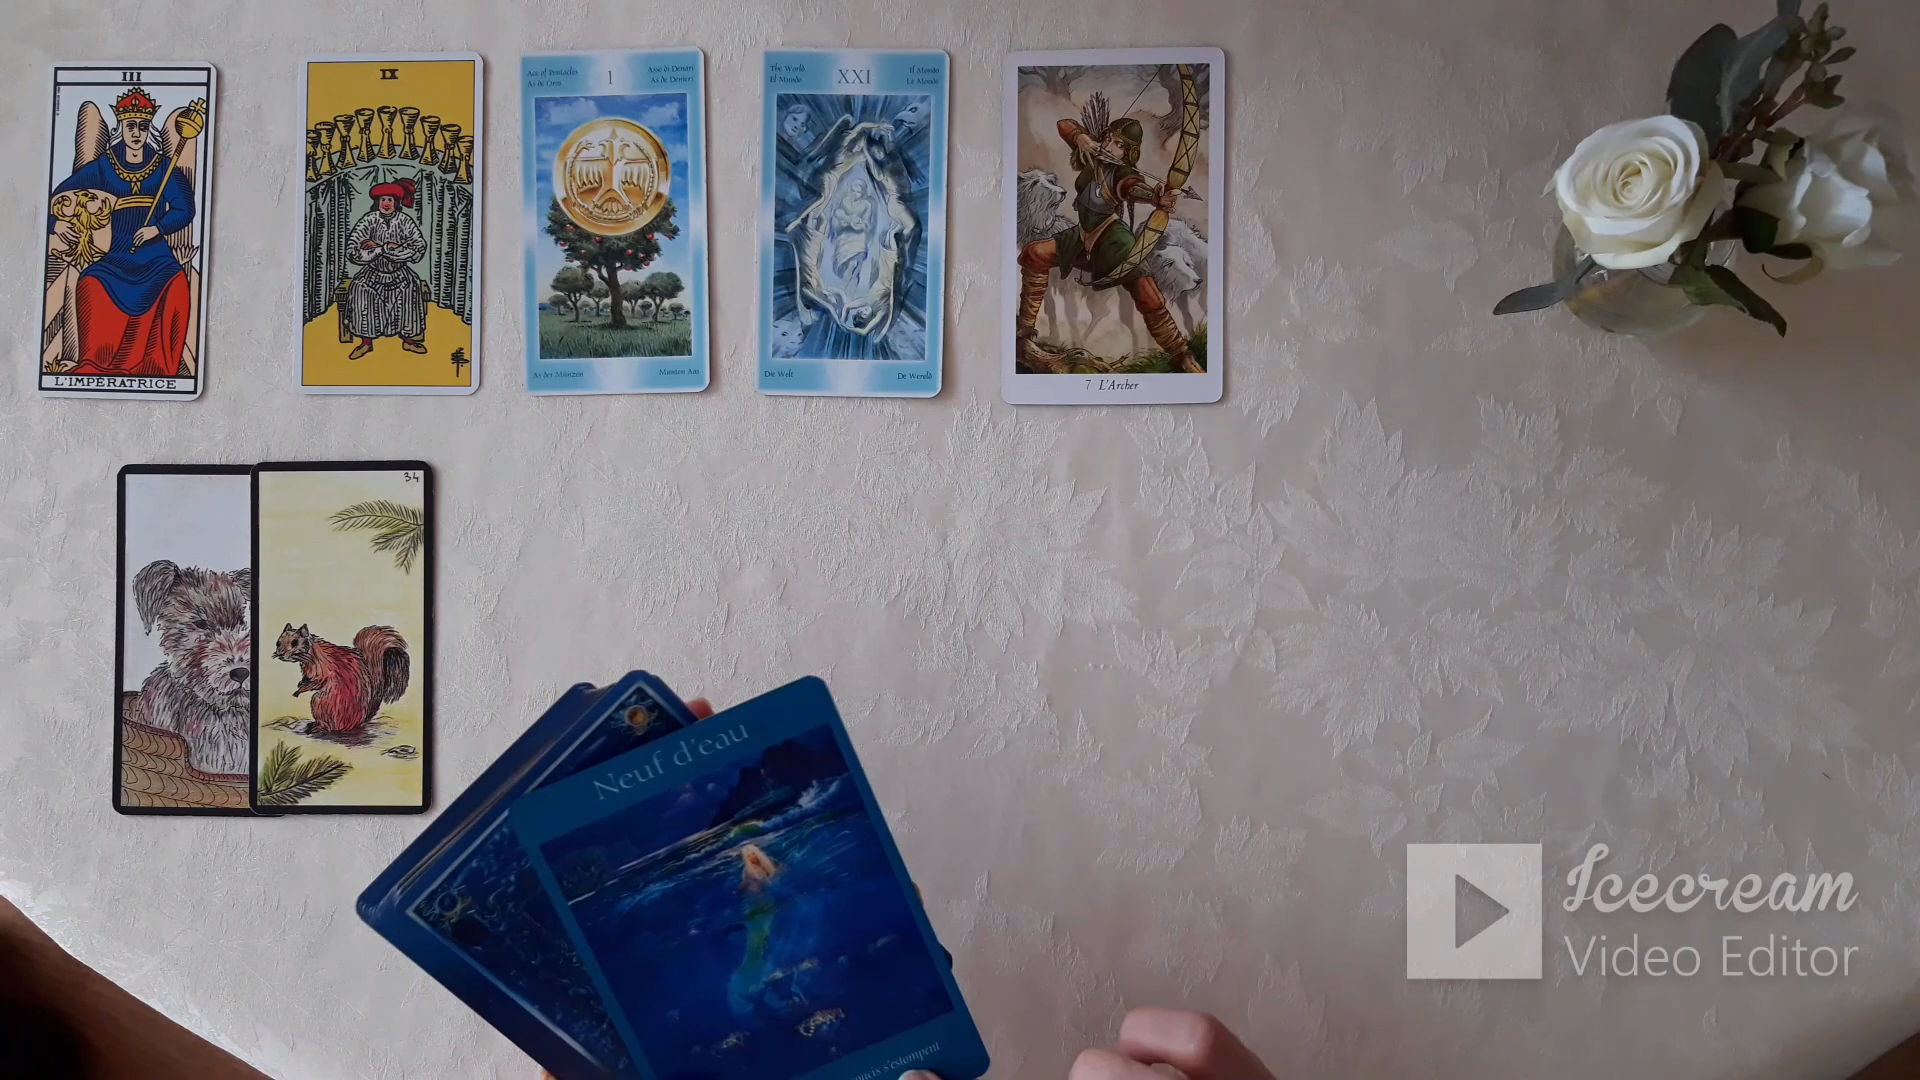 III
L'IMPÉRATRICE
IX
Ace of Pentacles
As de Oros
1
Asso di Denari
As de Deniers
As der Münzen
Munten Aas
The World
El Mundo
XXI
Il Mondo
Le Monde
Die Welt
De Wereld
7 L'Archer
34
Neuf d'eau
s'estompent
Icecream
Video Editor